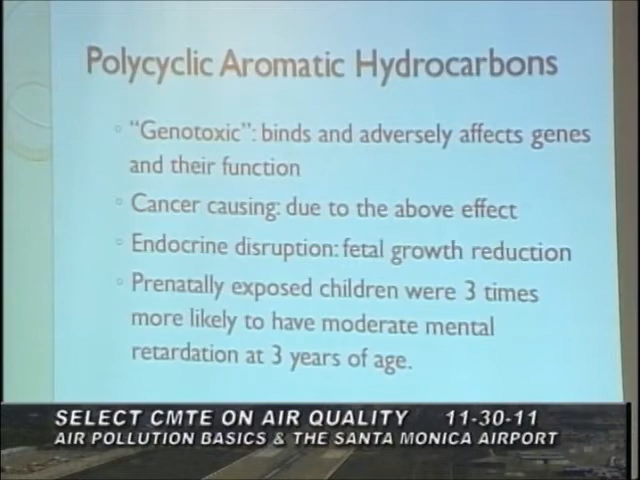 Polycyclic Aromatic Hydrocarbons
"Genotoxic": binds and adversely affects genes
and their function
Cancer causing: due to the above effect
Endocrine disruption: fetal growth reduction
Prenatally exposed children were 3 times
more likely to have moderate mental
retardation at 3 years of age.
SELECT CMTE ON AIR QUALITY 11-30-11
AIR POLLUTION BASICS & THE SANTA MONICA AIRPORT